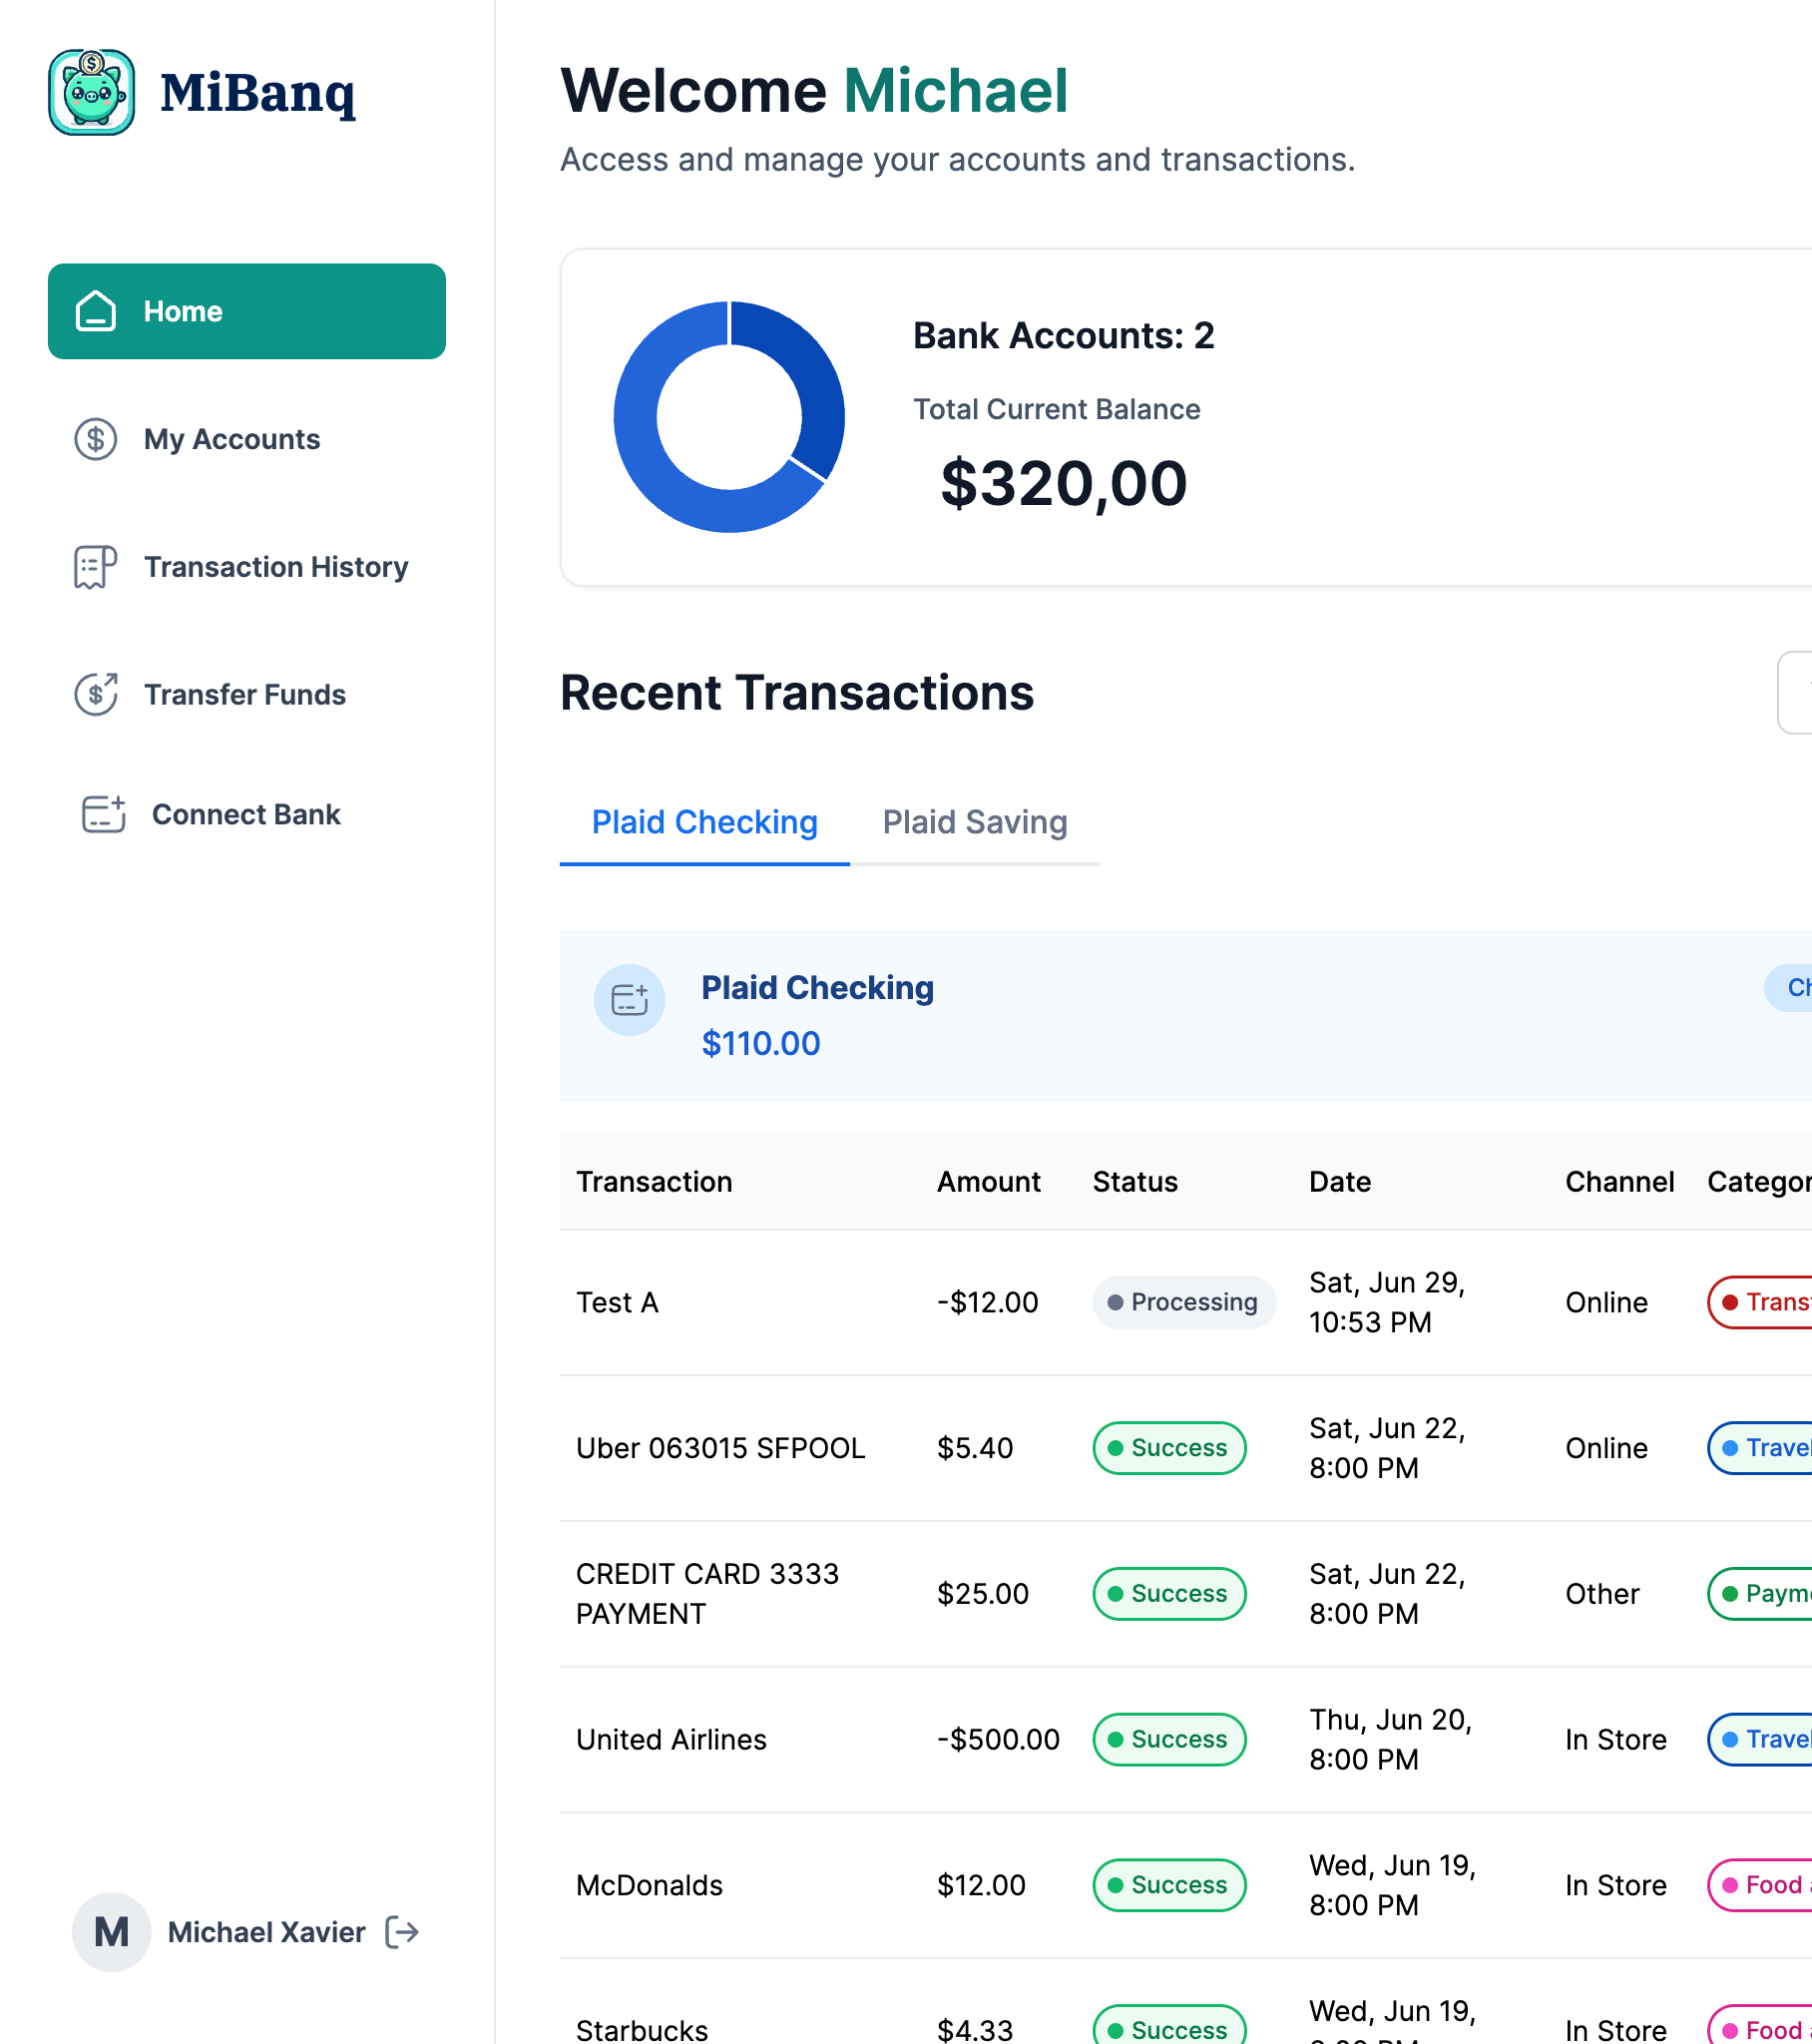 MiBanq
Home
My Accounts
Transaction History
Transfer Funds
Connect Bank
M
Michael Xavier
Welcome Michael
Access and manage your accounts and transactions.
Bank Accounts: 2
Total Current Balance
$320,00
Recent Transactions
Plaid Checking Plaid Saving
Plaid Checking
$110.00
Transaction Amount Status Date Channel
Test A -$12.00 Processing Sat, Jun 29,
10:53 PM Online
Uber 063015 SFPOOL $5.40 Success Sat, Jun 22,
8:00 PM Online Travel
CREDIT CARD 3333
PAYMENT $25.00 Success Sat, Jun 22,
8:00 PM Other
United Airlines -$500.00 Success Thu, Jun 20,
8:00 PM In Store Travel
McDonalds $12.00 Success Wed, Jun 19,
8:00 PM In Store Food
Starbucks $4.33 Success Wed, Jun 19,
In Store Food